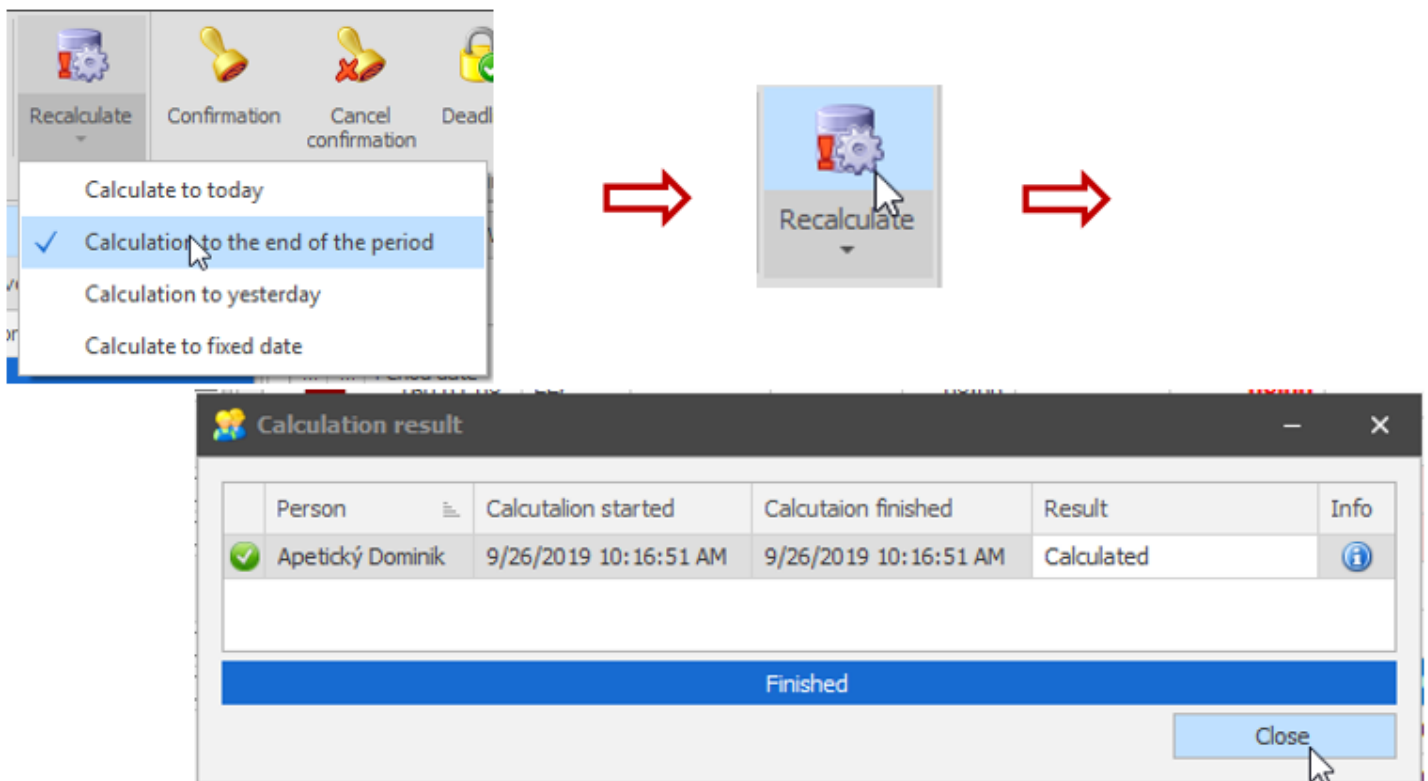 Recalculate
Confirmation
Cancel
confirmation
Calculate to today
Calculation to the end of the period
Calculation to yesterday
Calculate to fixed date
Recalculate
Period date
Calculation result
Person
Calcutalion started
Calcutaion finished
Result
Info
Apetický Dominik
9/26/2019 10:16:51 AM
9/26/2019 10:16:51 AM
Calculated
Finished
Close